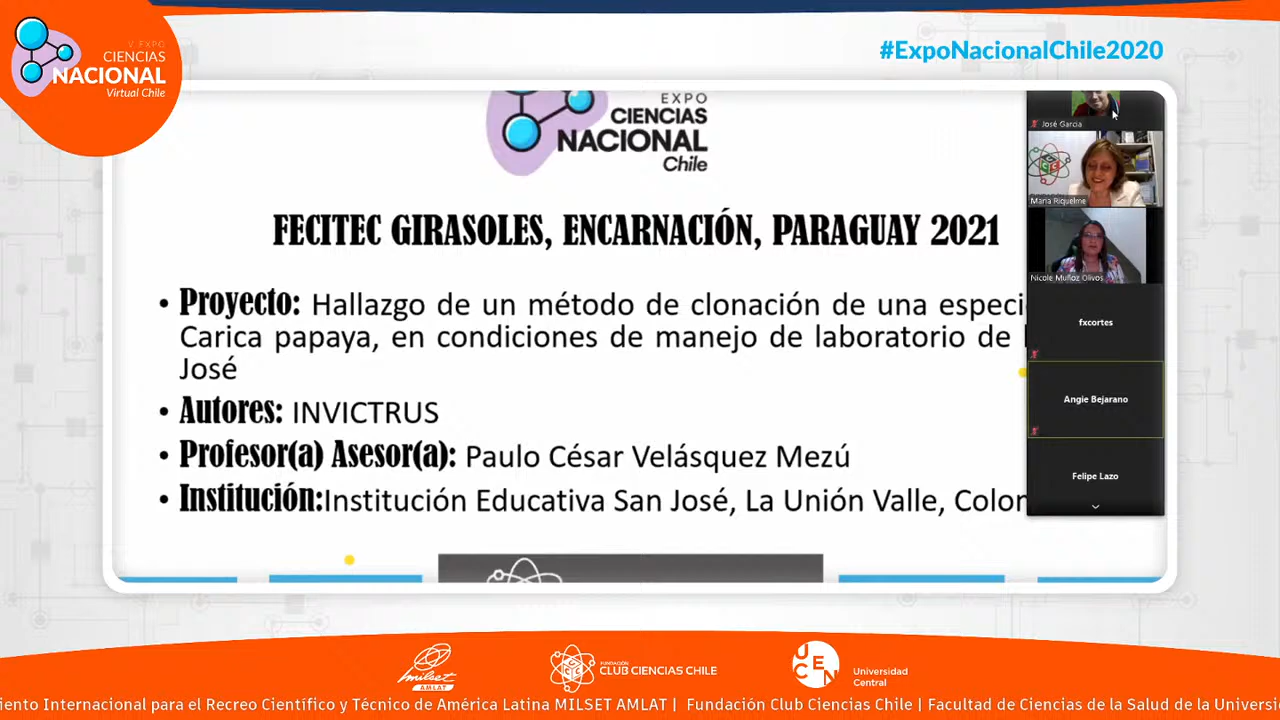 V EXPO
CIENCIAS
NACIONAL
Virtual Chile
#ExpoNacionalChile2020
EXPO
CIENCIAS
NACIONAL
Chile
FECITEC GIRASOLES, ENCARNACIÓN, PARAGUAY 2021
• Proyecto: Hallazgo de un método de clonación de una especi
Carica papaya, en condiciones de manejo de laboratorio de
José
• Autores: INVICTRUS
• Profesor(a) Asesor(a): Paulo César Velásquez Mezú
• Institución:Institución Educativa San José, La Unión Valle, Colom
José Garcia
Maria Riquelme
Nicole Muñoz Olivos
fxcortes
Angie Bejarano
Felipe Lazo
milset
AMLAT
FUNDACIÓN
CLUB CIENCIAS CHILE
UCEN
Universidad
Central
iento Internacional para el Recreo Científico y Técnico de América Latina MILSET AMLAT | Fundación Club Ciencias Chile | Facultad de Ciencias de la Salud de la Universi